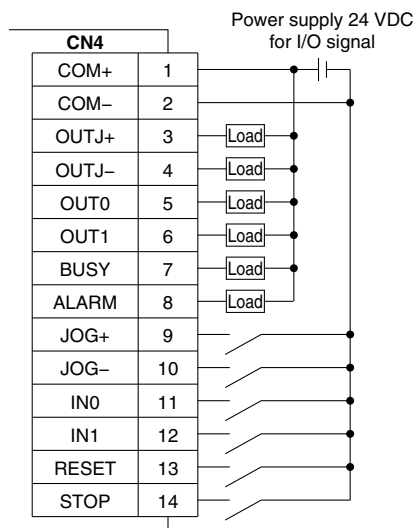 Power supply 24 VDC
for I/O signal
CN4
COM+ 1
COM− 2
OUTJ+ 3 Load
OUTJ− 4 Load
OUT0 5 Load
OUT1 6 Load
BUSY 7 Load
ALARM 8 Load
JOG+ 9
JOG− 10
IN0 11
IN1 12
RESET 13
STOP 14